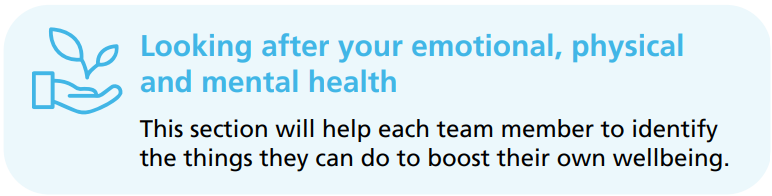 Looking after your emotional, physical
and mental health
This section will help each team member to identify
the things they can do to boost their own wellbeing.